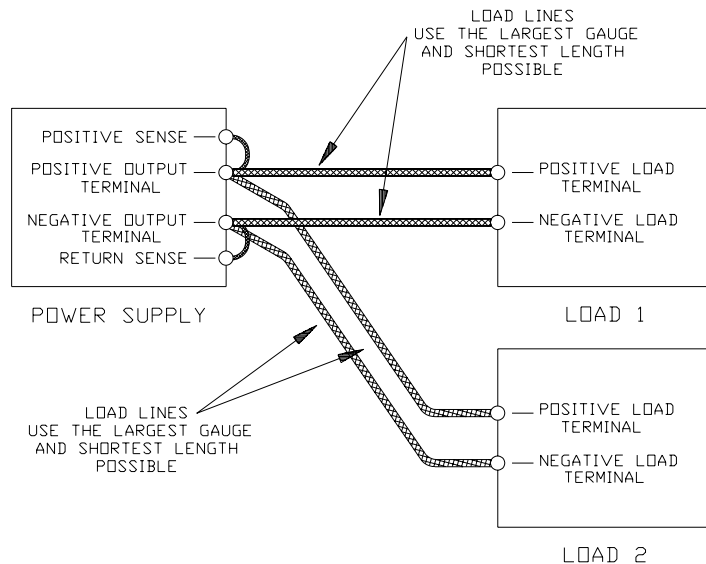 LOAD LINES
USE THE LARGEST GAUGE
AND SHORTEST LENGTH
POSSIBLE
POSITIVE SENSE
POSITIVE OUTPUT
TERMINAL
NEGATIVE OUTPUT
TERMINAL
RETURN SENSE
POWER SUPPLY
POSITIVE LOAD
TERMINAL
NEGATIVE LOAD
TERMINAL
LOAD 1
LOAD LINES
USE THE LARGEST GAUGE
AND SHORTEST LENGTH
POSSIBLE
POSITIVE LOAD
TERMINAL
NEGATIVE LOAD
TERMINAL
LOAD 2